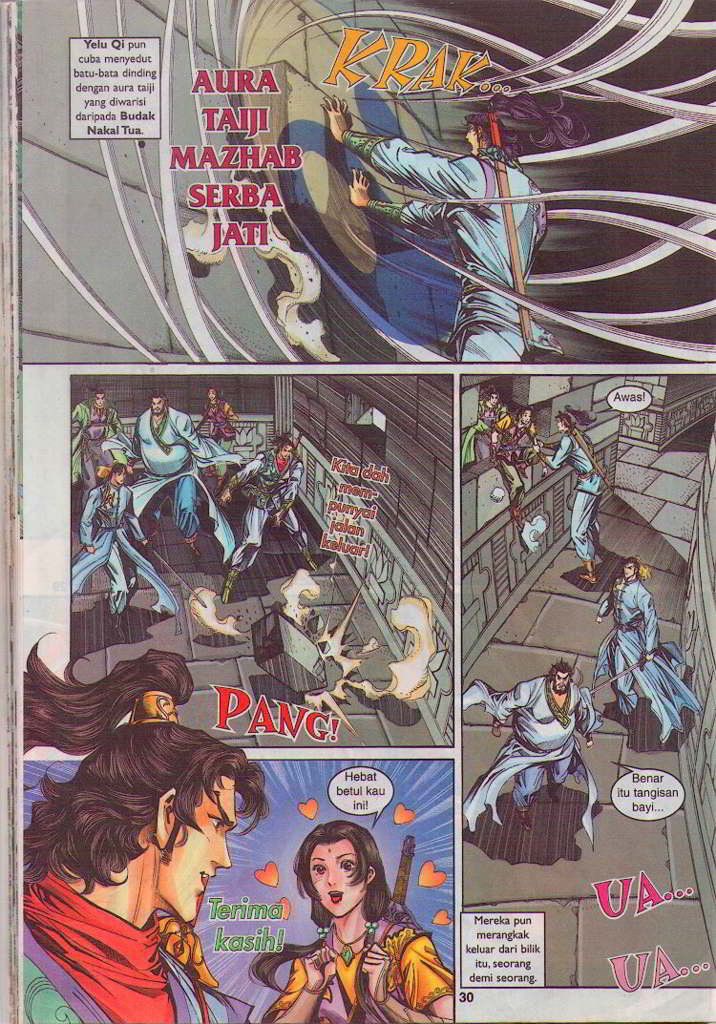 Yelu Qi pun
cuba menyedut
batu-bata dinding
dengan aura taiji
yang diwarisi
daripada Budak
Nakal Tua.
AURA
TAIJI
MAZHAB
SERBA
JATI
KRAK...
Kita dah
mem-
punyai
jalan
keluar!
PANG!
Awas!
Benar
itu tangisan
bayi...
UA...
UA...
Mereka pun
merangkak
keluar dari bilik
itu, seorang
demi seorang.
Hebat
betul kau
ini!
Terima
kasih!
30